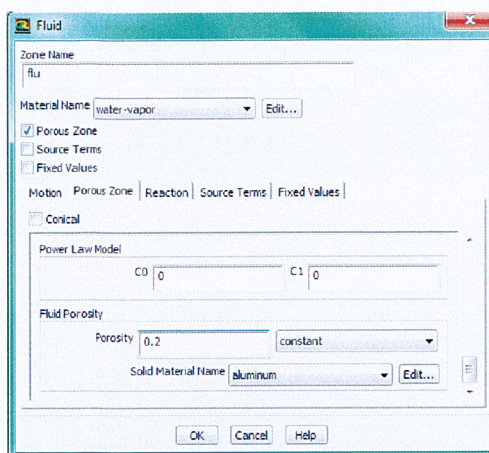 Fluid
Zone Name
flu
Material Name water-vapor Edit...
Porous Zone
Source Terms
Fixed Values
Motion Porous Zone Reaction Source Terms Fixed Values
Conical
Power Law Model
C0 0 C1 0
Fluid Porosity
Porosity 0.2 constant
Solid Material Name aluminum Edit...
OK Cancel Help